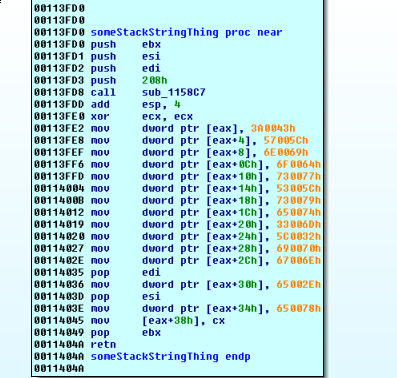 00113FD0
00113FD0
00113FD0 someStackStringThing proc near
00113FD0 push ebx
00113FD1 push esi
00113FD2 push edi
00113FD3 push 208h
00113FD8 call sub_1158C7
00113FDD add esp, 4
00113FE0 xor ecx, ecx
00113FE2 mov dword ptr [eax], 3A0043h
00113FE8 mov dword ptr [eax+4], 57005Ch
00113FEF mov dword ptr [eax+8], 6E0069h
00113FF6 mov dword ptr [eax+0Ch], 6F0064h
00113FFD mov dword ptr [eax+10h], 730077h
00114004 mov dword ptr [eax+14h], 53005Ch
0011400B mov dword ptr [eax+18h], 730079h
00114012 mov dword ptr [eax+1Ch], 650074h
00114019 mov dword ptr [eax+20h], 33006Dh
00114020 mov dword ptr [eax+24h], 5C0032h
00114027 mov dword ptr [eax+28h], 690070h
0011402E mov dword ptr [eax+2Ch], 67006Eh
00114035 pop edi
00114036 mov dword ptr [eax+30h], 65002Eh
0011403D pop esi
0011403E mov dword ptr [eax+34h], 650078h
00114045 mov [eax+38h], cx
00114049 pop ebx
0011404A retn
0011404A someStackStringThing endp
0011404A